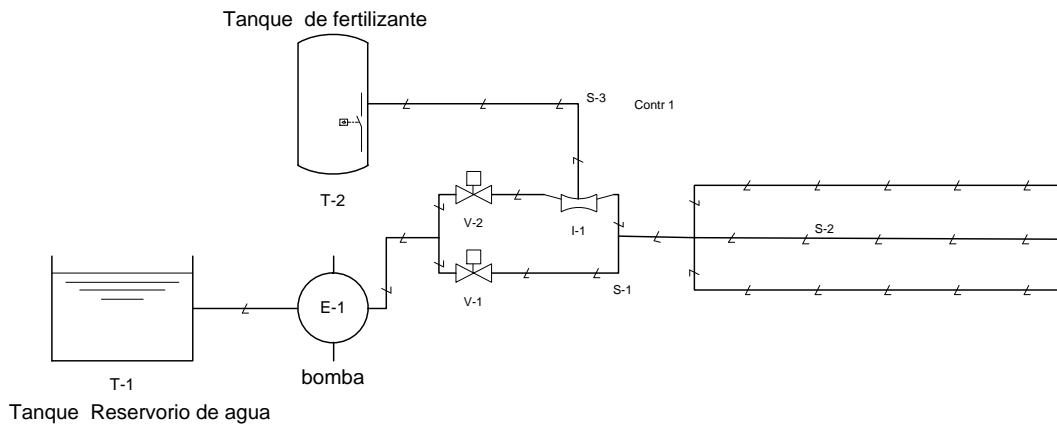 Tanque de fertilizante
S-3
Contr 1
T-2
V-2
I-1
S-2
V-1
S-1
E-1
bomba
T-1
Tanque Reservorio de agua